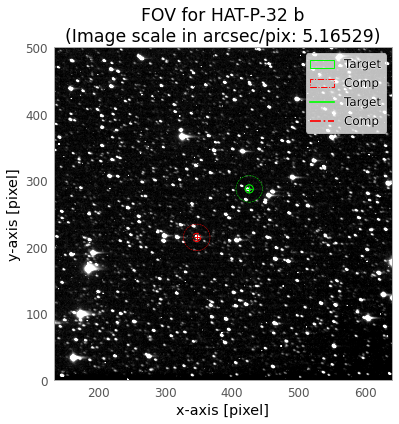 FOV for HAT-P-32 b
(Image scale in arcsec/pix: 5.16529)
Target
Comp
Target
Comp
500
400
300
200
100
0
y-axis [pixel]
200 300 400 500 600
x-axis [pixel]